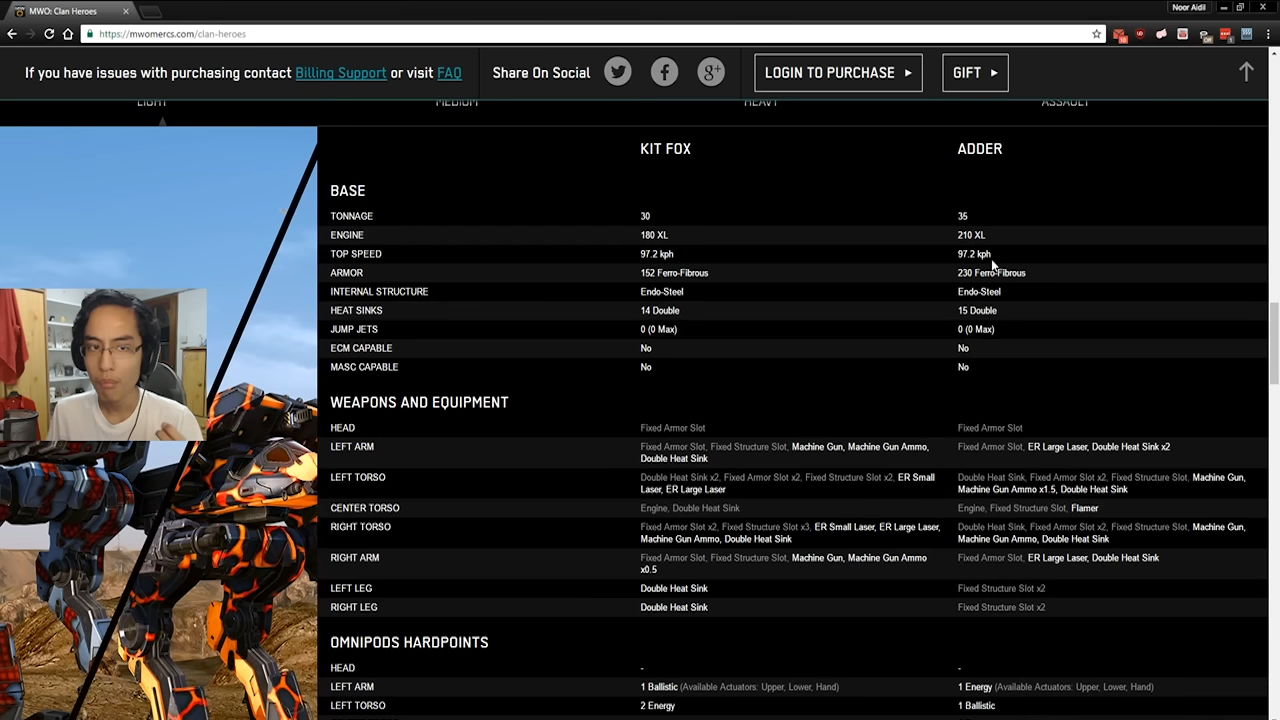 MWO: Clan Heroes
Noor Aidil
https://mwomercs.com/clan-heroes
If you have issues with purchasing contact Billing Support or visit FAQ
Share On Social
LOGIN TO PURCHASE
GIFT
LIGHT MEDIUM HEAVY ASSAULT
KIT FOX ADDER
BASE
TONNAGE 30 35
ENGINE 180 XL 210 XL
TOP SPEED 97.2 kph 97.2 kph
ARMOR 152 Ferro-Fibrous 230 Ferro-Fibrous
INTERNAL STRUCTURE Endo-Steel Endo-Steel
HEAT SINKS 14 Double 15 Double
JUMP JETS 0 (0 Max) 0 (0 Max)
ECM CAPABLE No No
MASC CAPABLE No No
WEAPONS AND EQUIPMENT
HEAD Fixed Armor Slot Fixed Armor Slot
LEFT ARM Fixed Armor Slot, Fixed Structure Slot, Machine Gun, Machine Gun Ammo, Fixed Armor Slot, ER Large Laser, Double Heat Sink x2
Double Heat Sink
LEFT TORSO Double Heat Sink x2, Fixed Armor Slot x2, Fixed Structure Slot x2, ER Small Double Heat Sink, Fixed Armor Slot x2, Fixed Structure Slot, Machine Gun,
Laser, ER Large Laser Machine Gun Ammo x1.5, Double Heat Sink
CENTER TORSO Engine, Double Heat Sink Engine, Fixed Structure Slot, Flamer
RIGHT TORSO Fixed Armor Slot x2, Fixed Structure Slot x3, ER Small Laser, ER Large Laser, Double Heat Sink, Fixed Armor Slot x2, Fixed Structure Slot, Machine Gun,
Machine Gun Ammo, Double Heat Sink Machine Gun Ammo, Double Heat Sink
RIGHT ARM Fixed Armor Slot, Fixed Structure Slot, Machine Gun, Machine Gun Ammo Fixed Armor Slot, ER Large Laser, Double Heat Sink
x0.5
LEFT LEG Double Heat Sink Fixed Structure Slot x2
RIGHT LEG Double Heat Sink Fixed Structure Slot x2
OMNIPODS HARDPOINTS
HEAD - -
LEFT ARM 1 Ballistic (Available Actuators: Upper, Lower, Hand) 1 Energy (Available Actuators: Upper, Lower, Hand)
LEFT TORSO 2 Energy 1 Ballistic